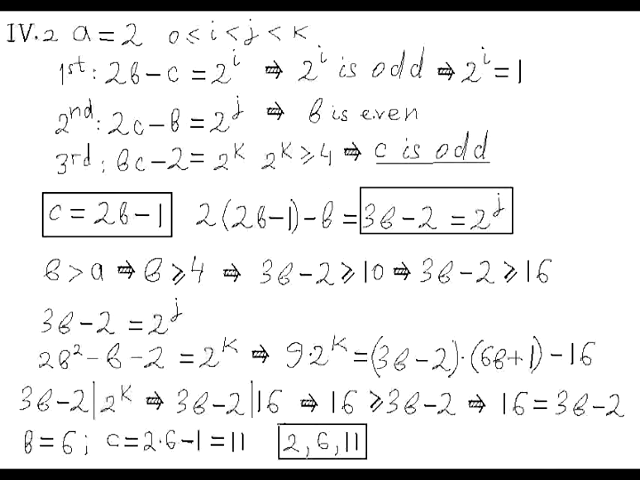 IV.2 a = 2 0 ≤ i < j < k
1st: 2b - c = 2^i ⇒ 2^i is odd ⇒ 2^i = 1
2nd: 2c - b = 2^j ⇒ b is even
3rd: bc - 2 = 2^k 2^k ≥ 4 ⇒ c is odd
c = 2b - 1 2(2b-1) - b = 3b - 2 = 2^j
b > a ⇒ b ≥ 4 ⇒ 3b - 2 ≥ 10 ⇒ 3b - 2 ≥ 16
3b - 2 = 2^j
2b² - b - 2 = 2^k ⇒ 9·2^k = (3b - 2)·(6b + 1) - 16
3b - 2 | 2^k ⇒ 3b - 2 | 16 ⇒ 16 ≥ 3b - 2 ⇒ 16 = 3b - 2
b = 6; c = 2·6 - 1 = 11 2, 6, 11